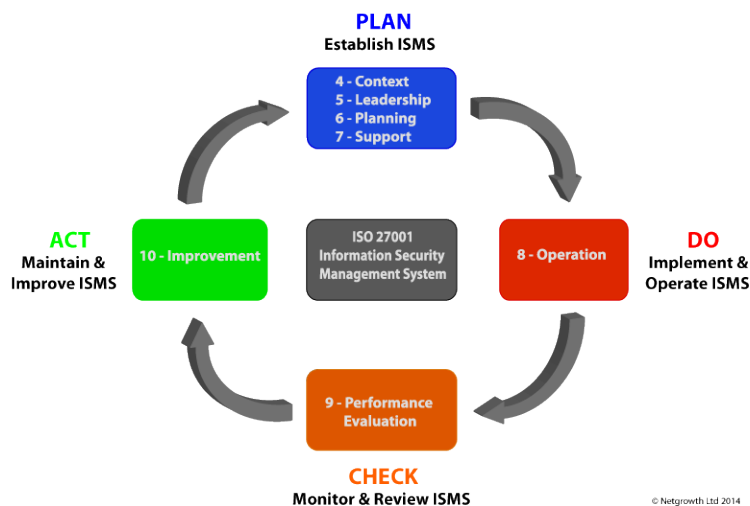 PLAN
Establish ISMS
4 - Context
5 - Leadership
6 - Planning
7 - Support
ACT
Maintain &
Improve ISMS
10 - Improvement
ISO 27001
Information Security
Management System
8 - Operation
DO
Implement &
Operate ISMS
9 - Performance
Evaluation
CHECK
Monitor & Review ISMS
© Netgrowth Ltd 2014